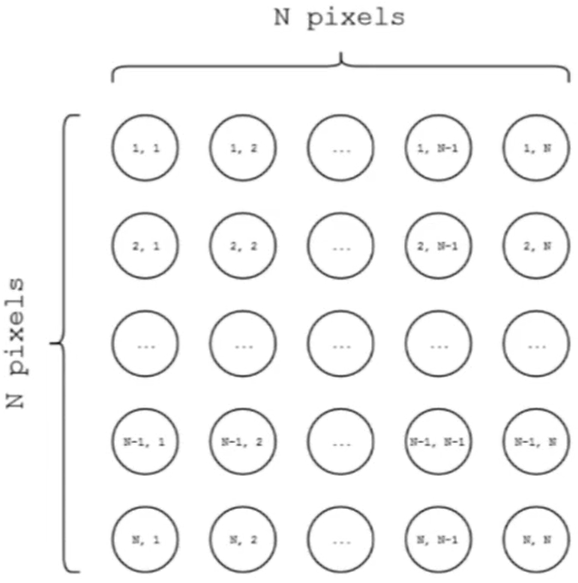 N pixels
N pixels
1, 1 1, 2 ... 1, N-1 1, N
2, 1 2, 2 ... 2, N-1 2, N
... ... ... ... ...
N-1, 1 N-1, 2 ... N-1, N-1 N-1, N
N, 1 N, 2 ... N, N-1 N, N